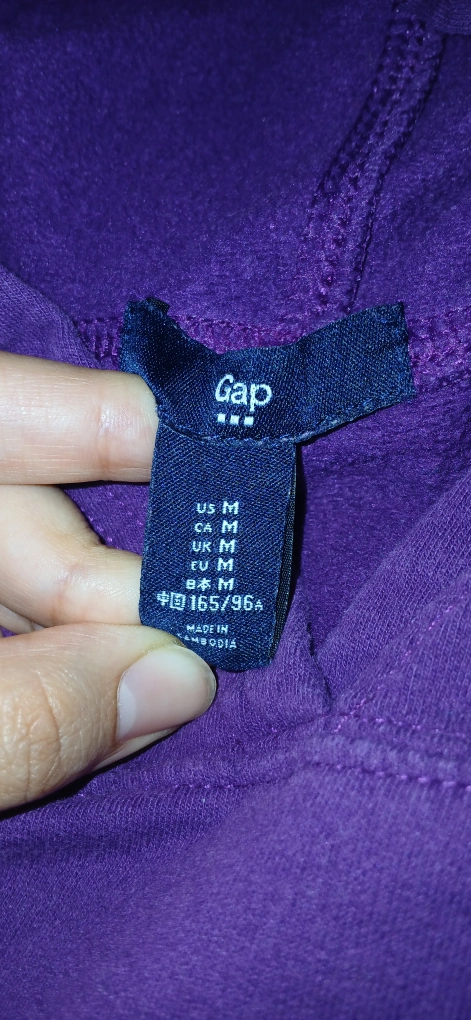 Gap
US M
CA M
UK M
EU M
日本 M
中国 165/96A
MADE IN
CAMBODIA